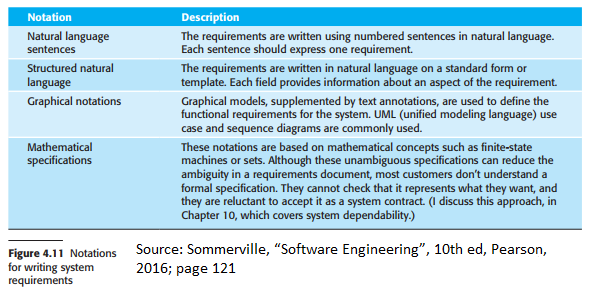 Notation Description
Natural language The requirements are written using numbered sentences in natural language.
sentences Each sentence should express one requirement.
Structured natural The requirements are written in natural language on a standard form or
language template. Each field provides information about an aspect of the requirement.
Graphical notations Graphical models, supplemented by text annotations, are used to define the
functional requirements for the system. UML (unified modeling language) use
case and sequence diagrams are commonly used.
Mathematical These notations are based on mathematical concepts such as finite-state
specifications machines or sets. Although these unambiguous specifications can reduce the
ambiguity in a requirements document, most customers don't understand a
formal specification. They cannot check that it represents what they want, and
they are reluctant to accept it as a system contract. (I discuss this approach, in
Chapter 10, which covers system dependability.)
Figure 4.11 Notations
for writing system
requirements
Source: Sommerville, “Software Engineering”, 10th ed, Pearson,
2016; page 121